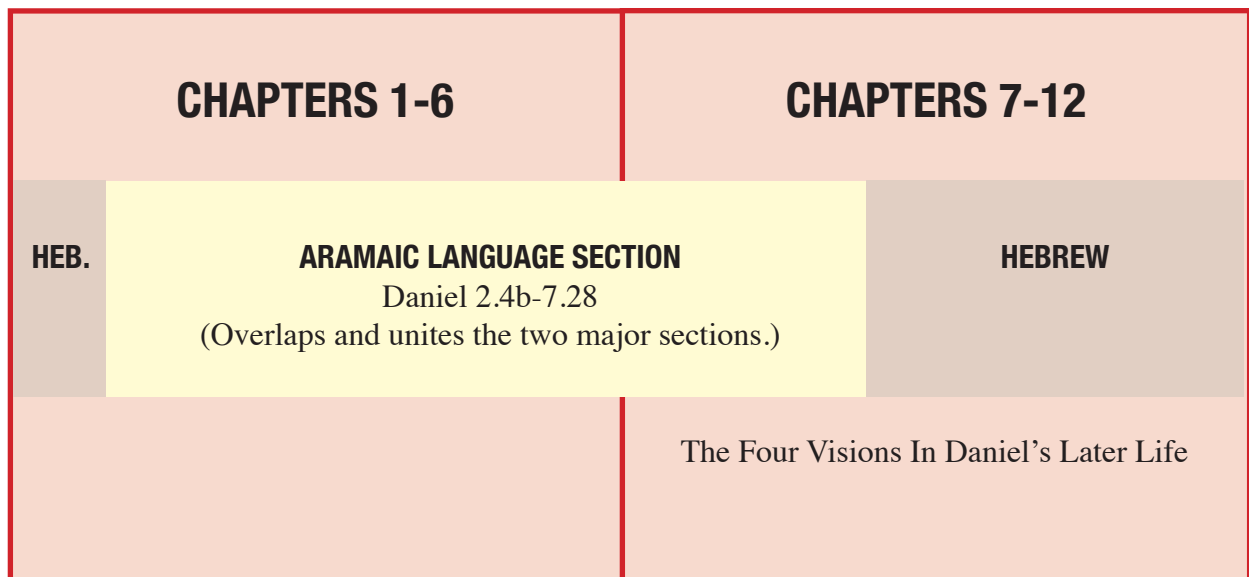 CHAPTERS 1-6
CHAPTERS 7-12
HEB.
ARAMAIC LANGUAGE SECTION
Daniel 2.4b-7.28
(Overlaps and unites the two major sections.)
HEBREW
The Four Visions In Daniel’s Later Life